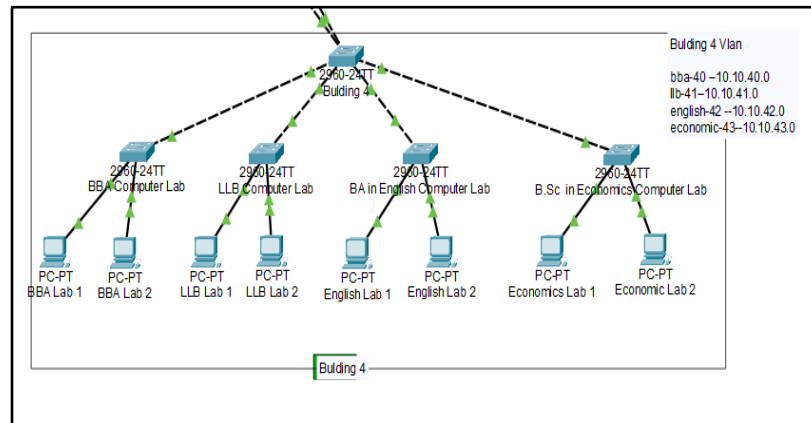 Bulding 4 Vlan
bba-40 --10.10.40.0
llb-41--10.10.41.0
english-42 --10.10.42.0
economic-43--10.10.43.0
2960-24TT
Bulding 4
2960-24TT
BBA Computer Lab
2960-24TT
LLB Computer Lab
2960-24TT
BA in English Computer Lab
2960-24TT
B.Sc in Economics Computer Lab
PC-PT
BBA Lab 1
PC-PT
BBA Lab 2
PC-PT
LLB Lab 1
PC-PT
LLB Lab 2
PC-PT
English Lab 1
PC-PT
English Lab 2
PC-PT
Economics Lab 1
PC-PT
Economic Lab 2
Bulding 4